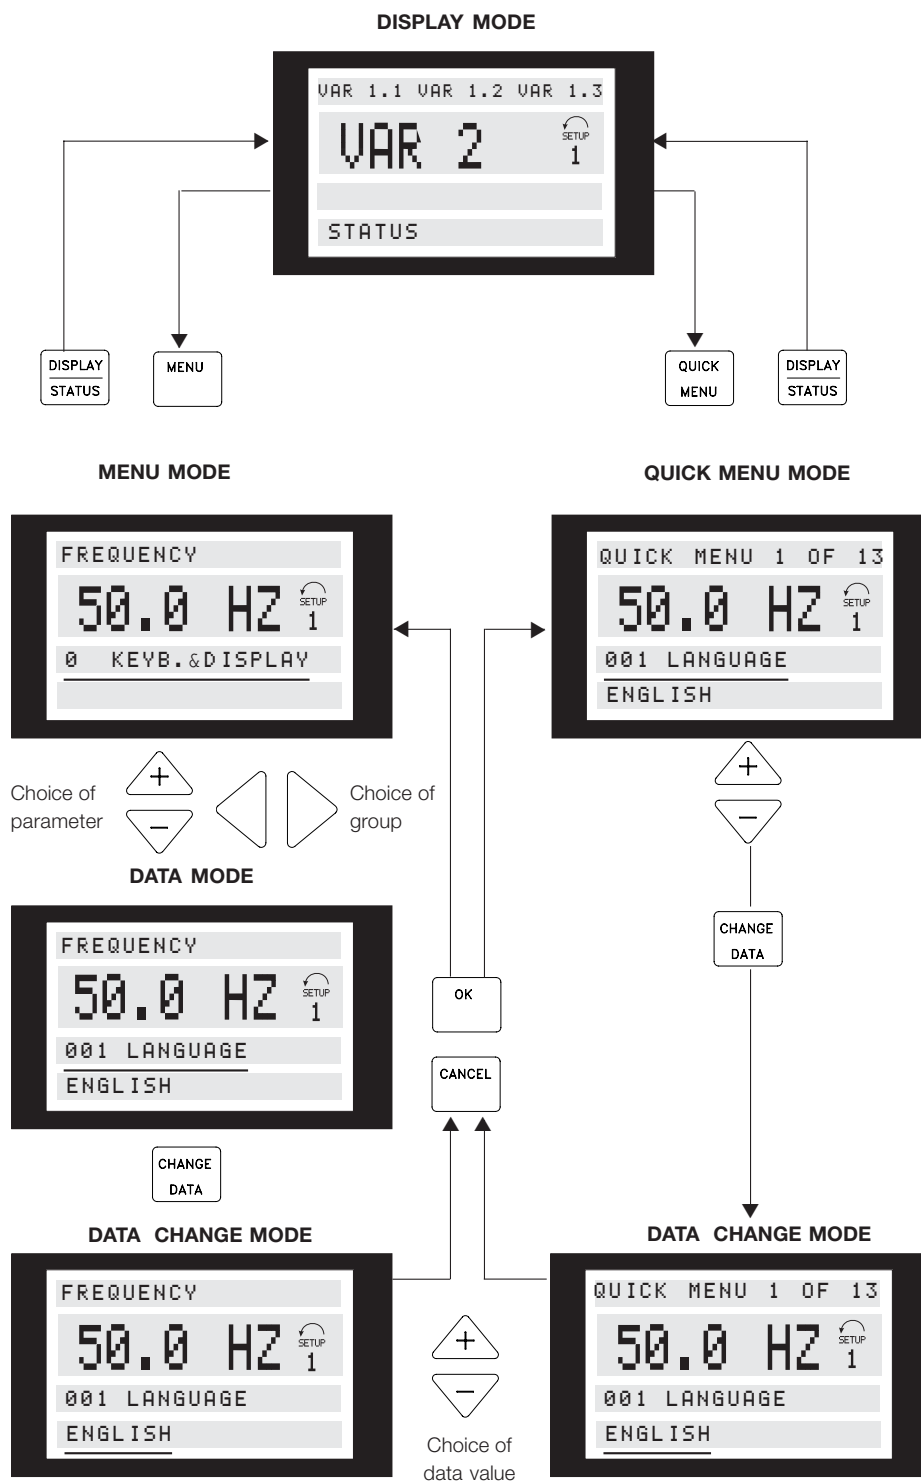 DISPLAY MODE
VAR 1.1 VAR 1.2 VAR 1.3
VAR 2
SETUP
1
STATUS
DISPLAY
STATUS
MENU
QUICK
MENU
DISPLAY
STATUS
MENU MODE
FREQUENCY
50.0 HZ
SETUP
1
0 KEYB.&DISPLAY
QUICK MENU MODE
QUICK MENU 1 OF 13
50.0 HZ
SETUP
1
001 LANGUAGE
ENGLISH
Choice of
parameter
+
−
Choice of
group
+
−
DATA MODE
FREQUENCY
50.0 HZ
SETUP
1
001 LANGUAGE
ENGLISH
OK
CANCEL
CHANGE
DATA
CHANGE
DATA
DATA CHANGE MODE
FREQUENCY
50.0 HZ
SETUP
1
001 LANGUAGE
ENGLISH
+
−
Choice of
data value
DATA CHANGE MODE
QUICK MENU 1 OF 13
50.0 HZ
SETUP
1
001 LANGUAGE
ENGLISH